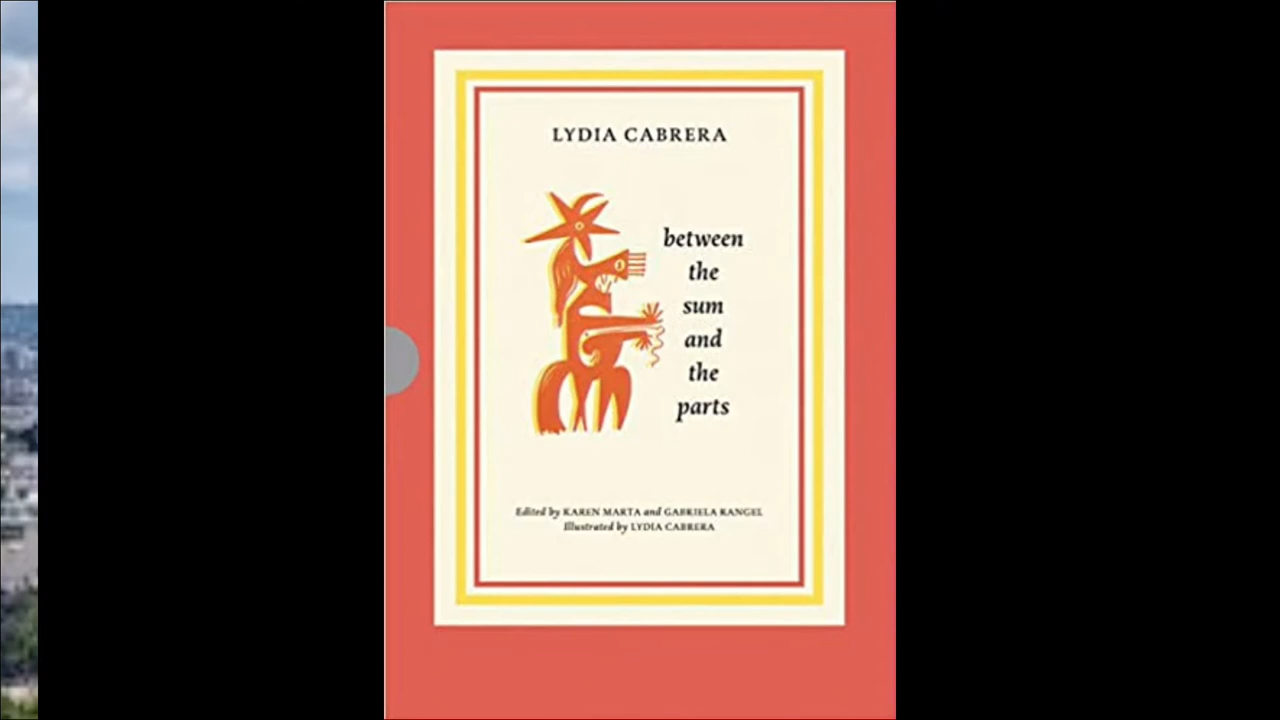 LYDIA CABRERA
between
the
sum
and
the
parts
Edited by KAREN MARTA and GABRIELA RANGEL
Illustrated by LYDIA CABRERA